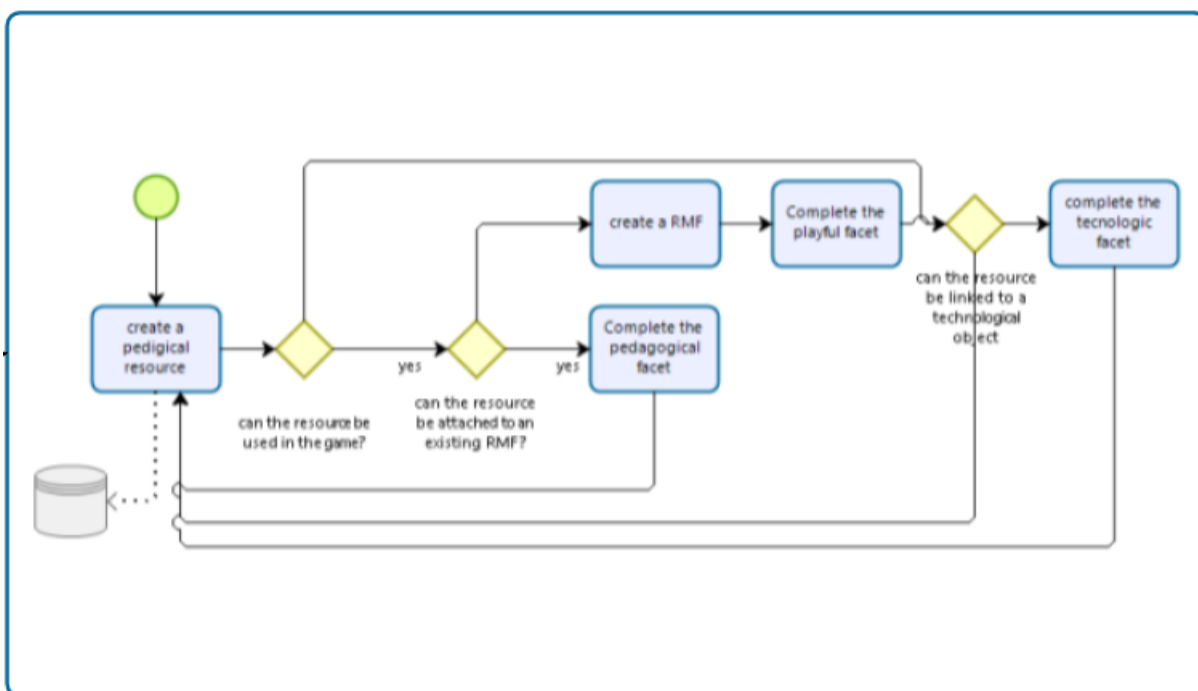 create a RMF
Complete the
playful facet
complete the
tecnologic
facet
can the resource
be linked to a
technological
object
create a
pedigical
resource
yes
yes
Complete the
pedagogical
facet
can the resource be
used in the game?
can the resource
be attached to an
existing RMF?